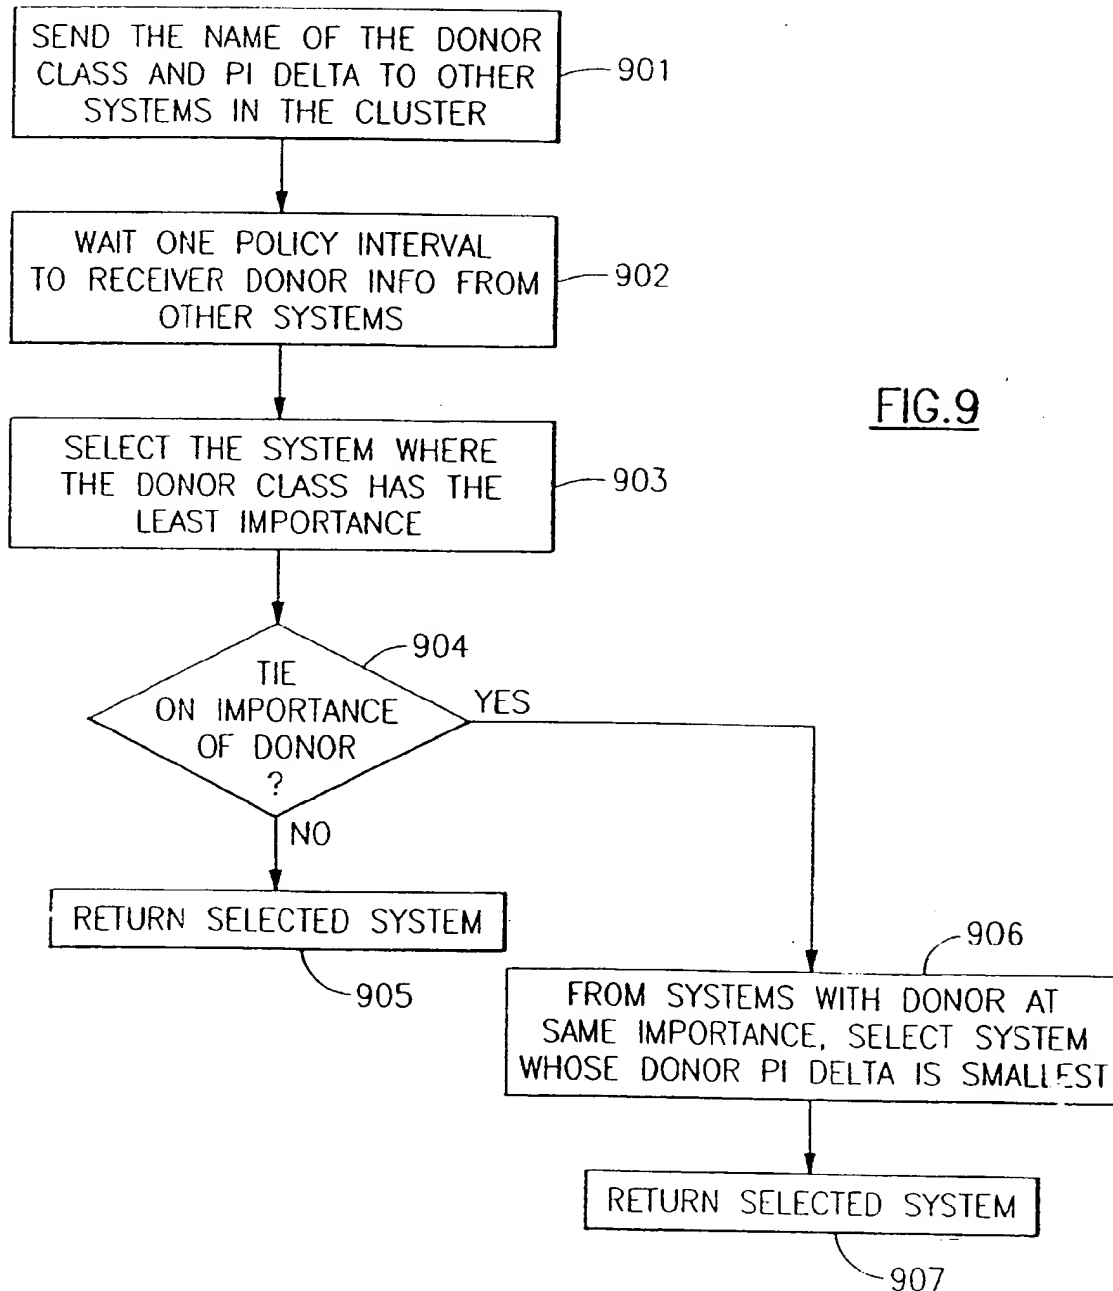 SEND THE NAME OF THE DONOR
CLASS AND PI DELTA TO OTHER
SYSTEMS IN THE CLUSTER
901
WAIT ONE POLICY INTERVAL
TO RECEIVER DONOR INFO FROM
OTHER SYSTEMS
902
FIG.9
SELECT THE SYSTEM WHERE
THE DONOR CLASS HAS THE
LEAST IMPORTANCE
903
904
TIE
ON IMPORTANCE
OF DONOR
?
YES
NO
RETURN SELECTED SYSTEM
905
906
FROM SYSTEMS WITH DONOR AT
SAME IMPORTANCE, SELECT SYSTEM
WHOSE DONOR PI DELTA IS SMALLEST
RETURN SELECTED SYSTEM
907